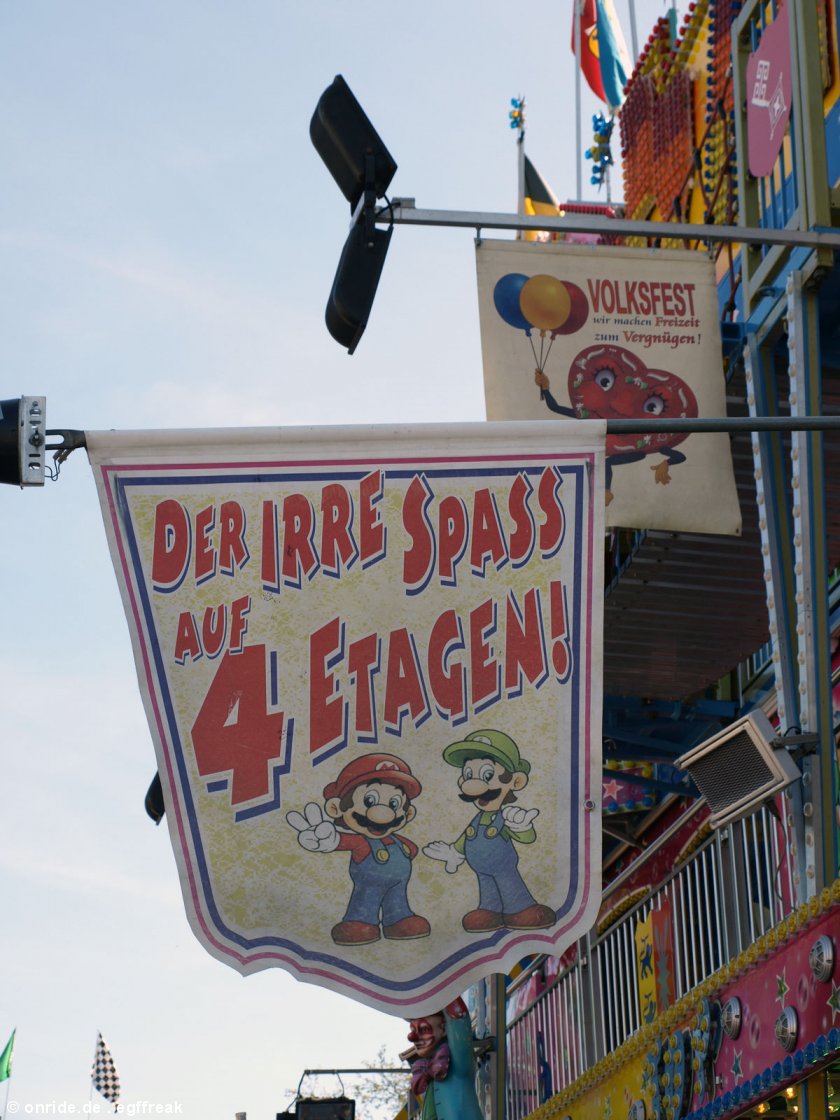 VOLKSFEST
wir machen Freizeit
zum Vergnügen!
DER IRRE SPASS
AUF
4 ETAGEN!
M
© onride.de . egffreak